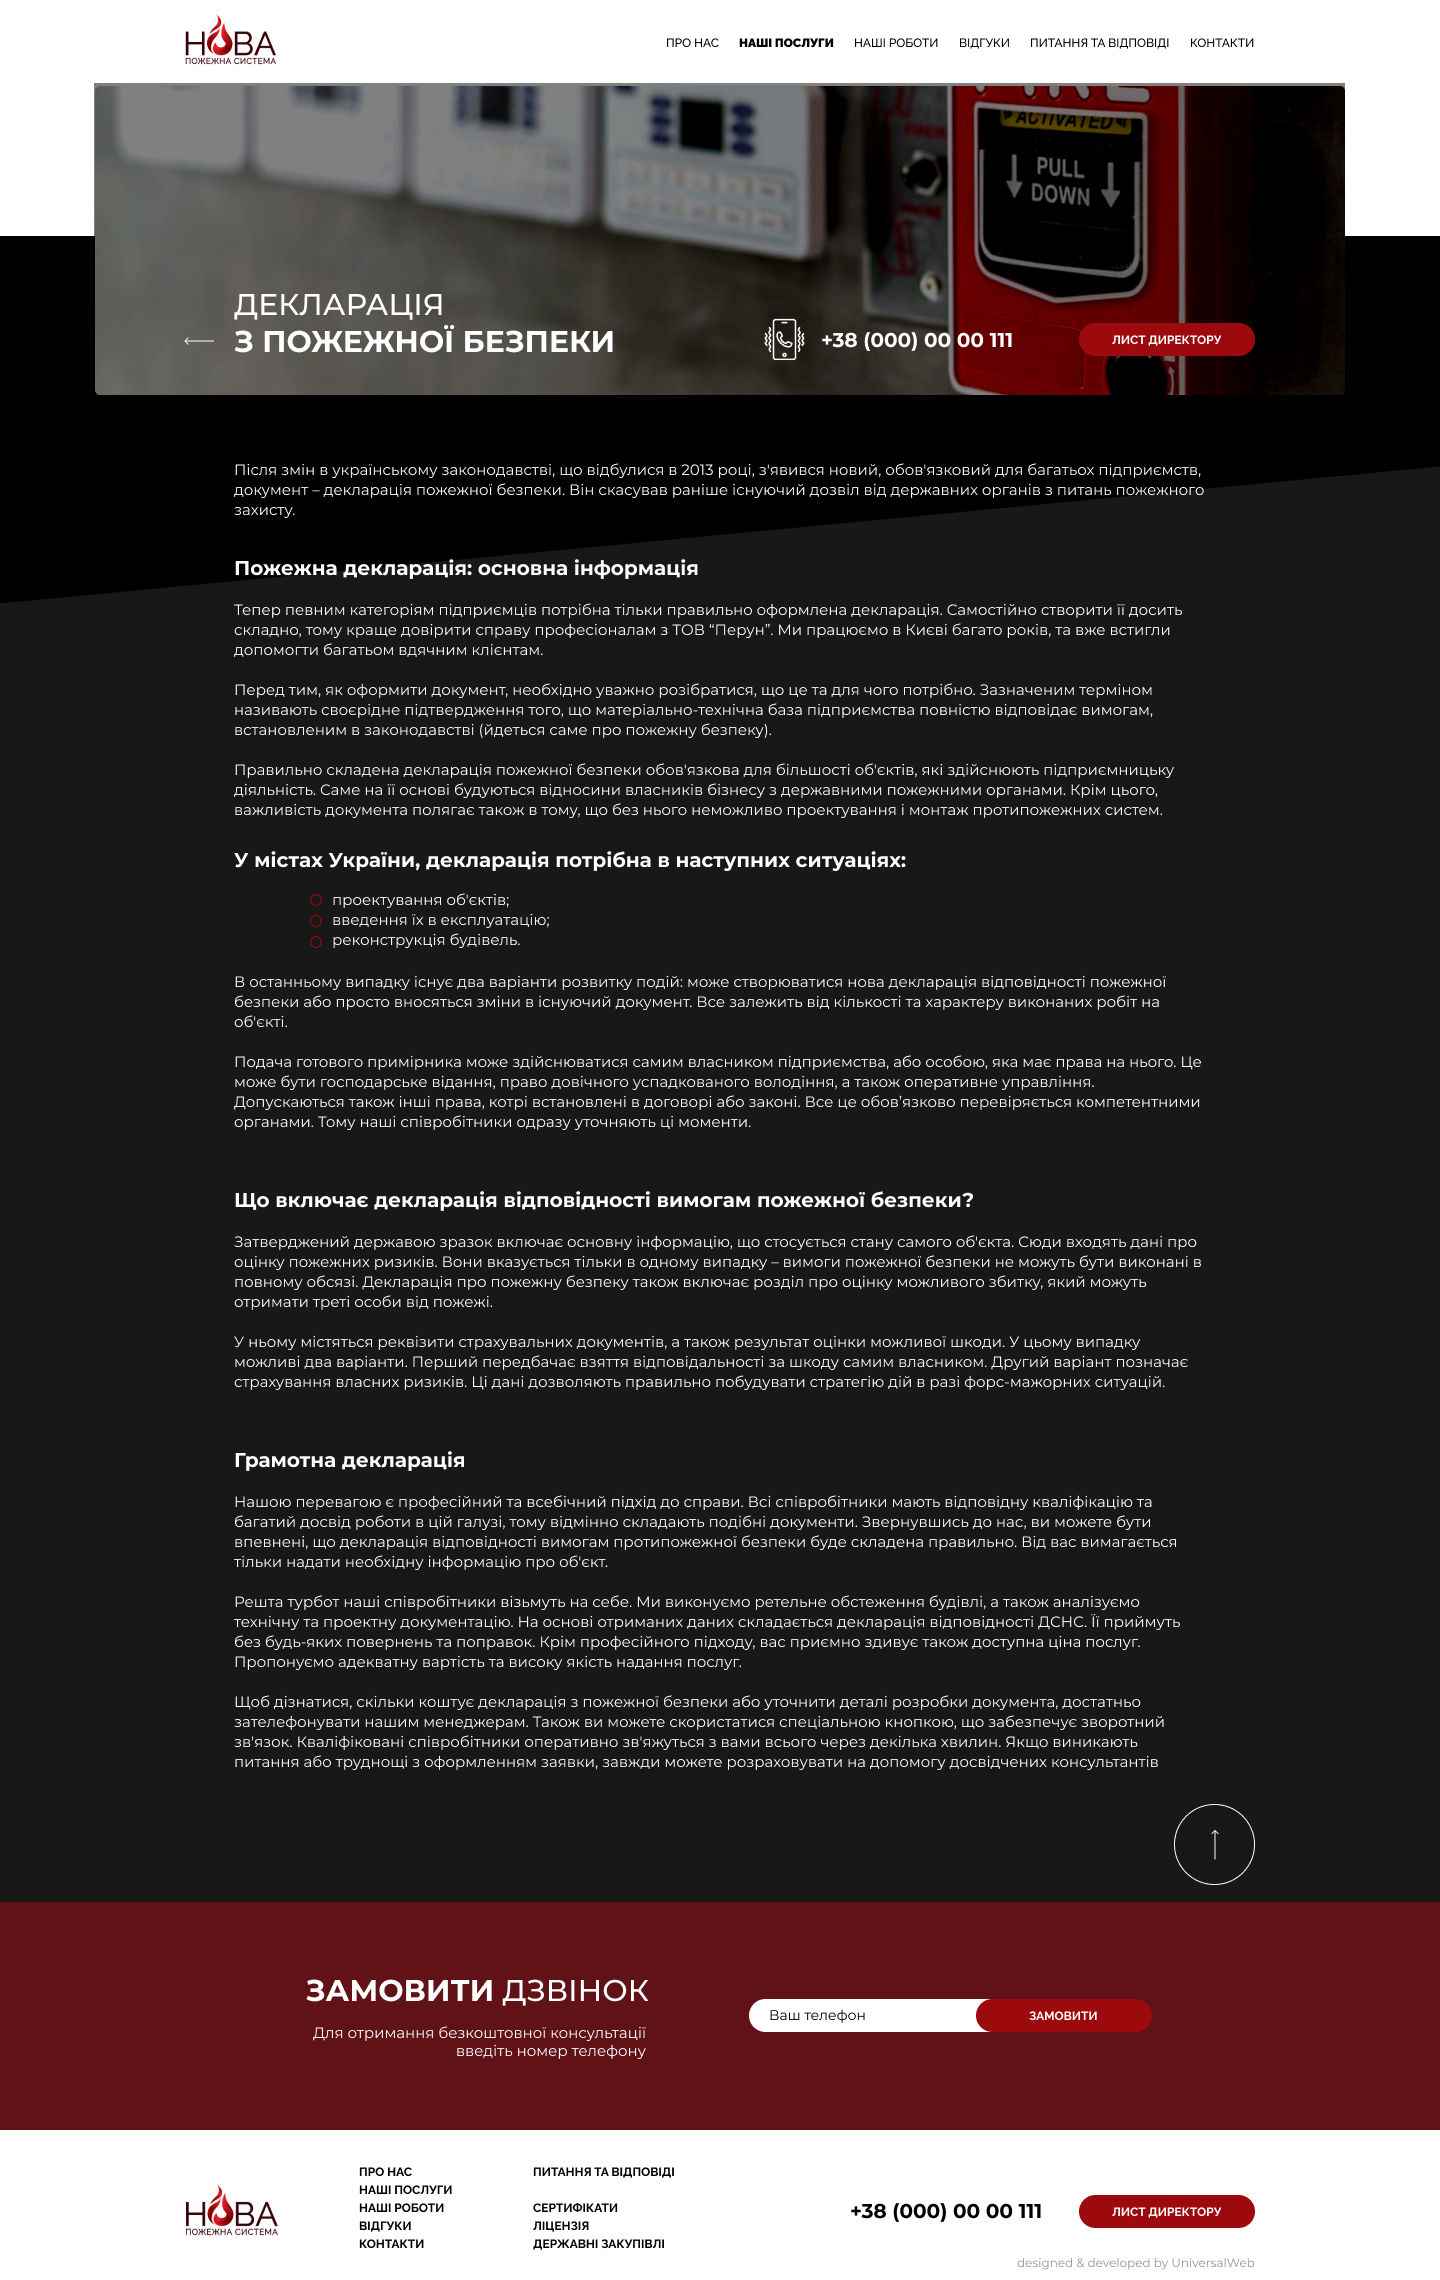 НОВА
ПОЖЕЖНА СИСТЕМА
ПРО НАС НАШІ ПОСЛУГИ НАШІ РОБОТИ ВІДГУКИ ПИТАННЯ ТА ВІДПОВІДІ КОНТАКТИ
FIRE
ACTIVATED
PULL
DOWN
ДЕКЛАРАЦІЯ
З ПОЖЕЖНОЇ БЕЗПЕКИ
+38 (000) 00 00 111
ЛИСТ ДИРЕКТОРУ
Після змін в українському законодавстві, що відбулися в 2013 році, з'явився новий, обов'язковий для багатьох підприємств,
документ – декларація пожежної безпеки. Він скасував раніше існуючий дозвіл від державних органів з питань пожежного
захисту.
Пожежна декларація: основна інформація
Тепер певним категоріям підприємців потрібна тільки правильно оформлена декларація. Самостійно створити її досить
складно, тому краще довірити справу професіоналам з ТОВ “Перун”. Ми працюємо в Києві багато років, та вже встигли
допомогти багатьом вдячним клієнтам.
Перед тим, як оформити документ, необхідно уважно розібратися, що це та для чого потрібно. Зазначеним терміном
називають своєрідне підтвердження того, що матеріально-технічна база підприємства повністю відповідає вимогам,
встановленим в законодавстві (йдеться саме про пожежну безпеку).
Правильно складена декларація пожежної безпеки обов'язкова для більшості об'єктів, які здійснюють підприємницьку
діяльність. Саме на її основі будуються відносини власників бізнесу з державними пожежними органами. Крім цього,
важливість документа полягає також в тому, що без нього неможливо проектування і монтаж протипожежних систем.
У містах України, декларація потрібна в наступних ситуаціях:
проектування об'єктів;
введення їх в експлуатацію;
реконструкція будівель.
В останньому випадку існує два варіанти розвитку подій: може створюватися нова декларація відповідності пожежної
безпеки або просто вносяться зміни в існуючий документ. Все залежить від кількості та характеру виконаних робіт на
об'єкті.
Подача готового примірника може здійснюватися самим власником підприємства, або особою, яка має права на нього. Це
може бути господарське відання, право довічного успадкованого володіння, а також оперативне управління.
Допускаються також інші права, котрі встановлені в договорі або законі. Все це обов’язково перевіряється компетентними
органами. Тому наші співробітники одразу уточняють ці моменти.
Що включає декларація відповідності вимогам пожежної безпеки?
Затверджений державою зразок включає основну інформацію, що стосується стану самого об'єкта. Сюди входять дані про
оцінку пожежних ризиків. Вони вказується тільки в одному випадку – вимоги пожежної безпеки не можуть бути виконані в
повному обсязі. Декларація про пожежну безпеку також включає розділ про оцінку можливого збитку, який можуть
отримати треті особи від пожежі.
У ньому містяться реквізити страхувальних документів, а також результат оцінки можливої шкоди. У цьому випадку
можливі два варіанти. Перший передбачає взяття відповідальності за шкоду самим власником. Другий варіант позначає
страхування власних ризиків. Ці дані дозволяють правильно побудувати стратегію дій в разі форс-мажорних ситуацій.
Грамотна декларація
Нашою перевагою є професійний та всебічний підхід до справи. Всі співробітники мають відповідну кваліфікацію та
багатий досвід роботи в цій галузі, тому відмінно складають подібні документи. Звернувшись до нас, ви можете бути
впевнені, що декларація відповідності вимогам протипожежної безпеки буде складена правильно. Від вас вимагається
тільки надати необхідну інформацію про об'єкт.
Решта турбот наші співробітники візьмуть на себе. Ми виконуємо ретельне обстеження будівлі, а також аналізуємо
технічну та проектну документацію. На основі отриманих даних складається декларація відповідності ДСНС. Її приймуть
без будь-яких повернень та поправок. Крім професійного підходу, вас приємно здивує також доступна ціна послуг.
Пропонуємо адекватну вартість та високу якість надання послуг.
Щоб дізнатися, скільки коштує декларація з пожежної безпеки або уточнити деталі розробки документа, достатньо
зателефонувати нашим менеджерам. Також ви можете скористатися спеціальною кнопкою, що забезпечує зворотний
зв'язок. Кваліфіковані співробітники оперативно зв'яжуться з вами всього через декілька хвилин. Якщо виникають
питання або труднощі з оформленням заявки, завжди можете розраховувати на допомогу досвідчених консультантів
ЗАМОВИТИ ДЗВІНОК
Для отримання безкоштовної консультації
введіть номер телефону
Ваш телефон
ЗАМОВИТИ
НОВА
ПОЖЕЖНА СИСТЕМА
ПРО НАС
НАШІ ПОСЛУГИ
НАШІ РОБОТИ
ВІДГУКИ
КОНТАКТИ
ПИТАННЯ ТА ВІДПОВІДІ
СЕРТИФІКАТИ
ЛІЦЕНЗІЯ
ДЕРЖАВНІ ЗАКУПІВЛІ
+38 (000) 00 00 111
ЛИСТ ДИРЕКТОРУ
designed & developed by UniversalWeb